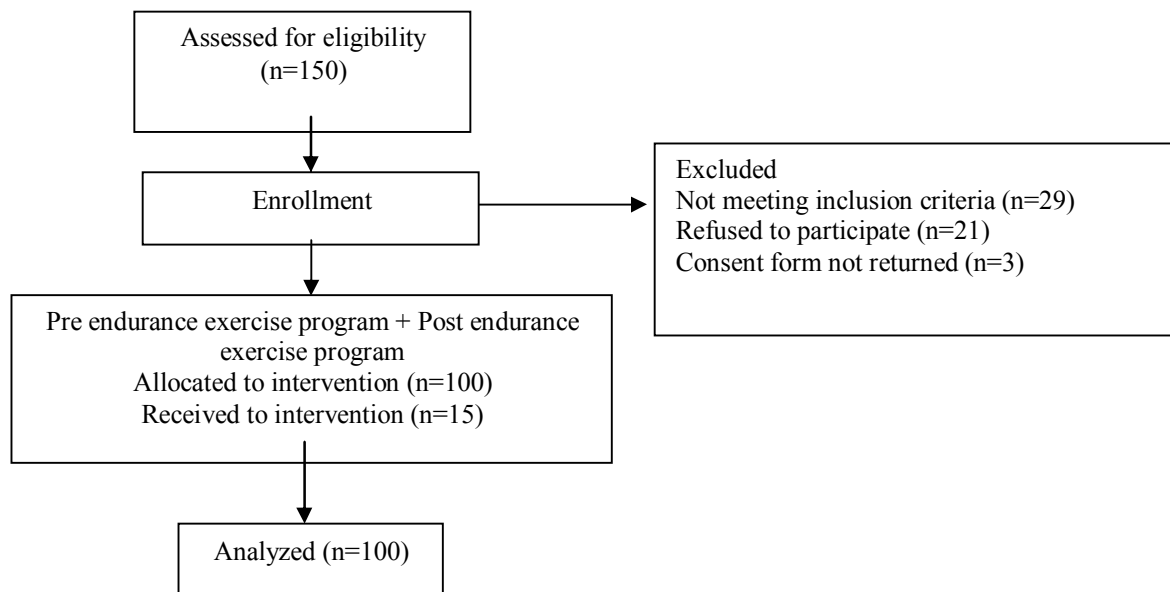 Assessed for eligibility
(n=150)
Enrollment
Excluded
Not meeting inclusion criteria (n=29)
Refused to participate (n=21)
Consent form not returned (n=3)
Pre endurance exercise program + Post endurance
exercise program
Allocated to intervention (n=100)
Received to intervention (n=15)
Analyzed (n=100)